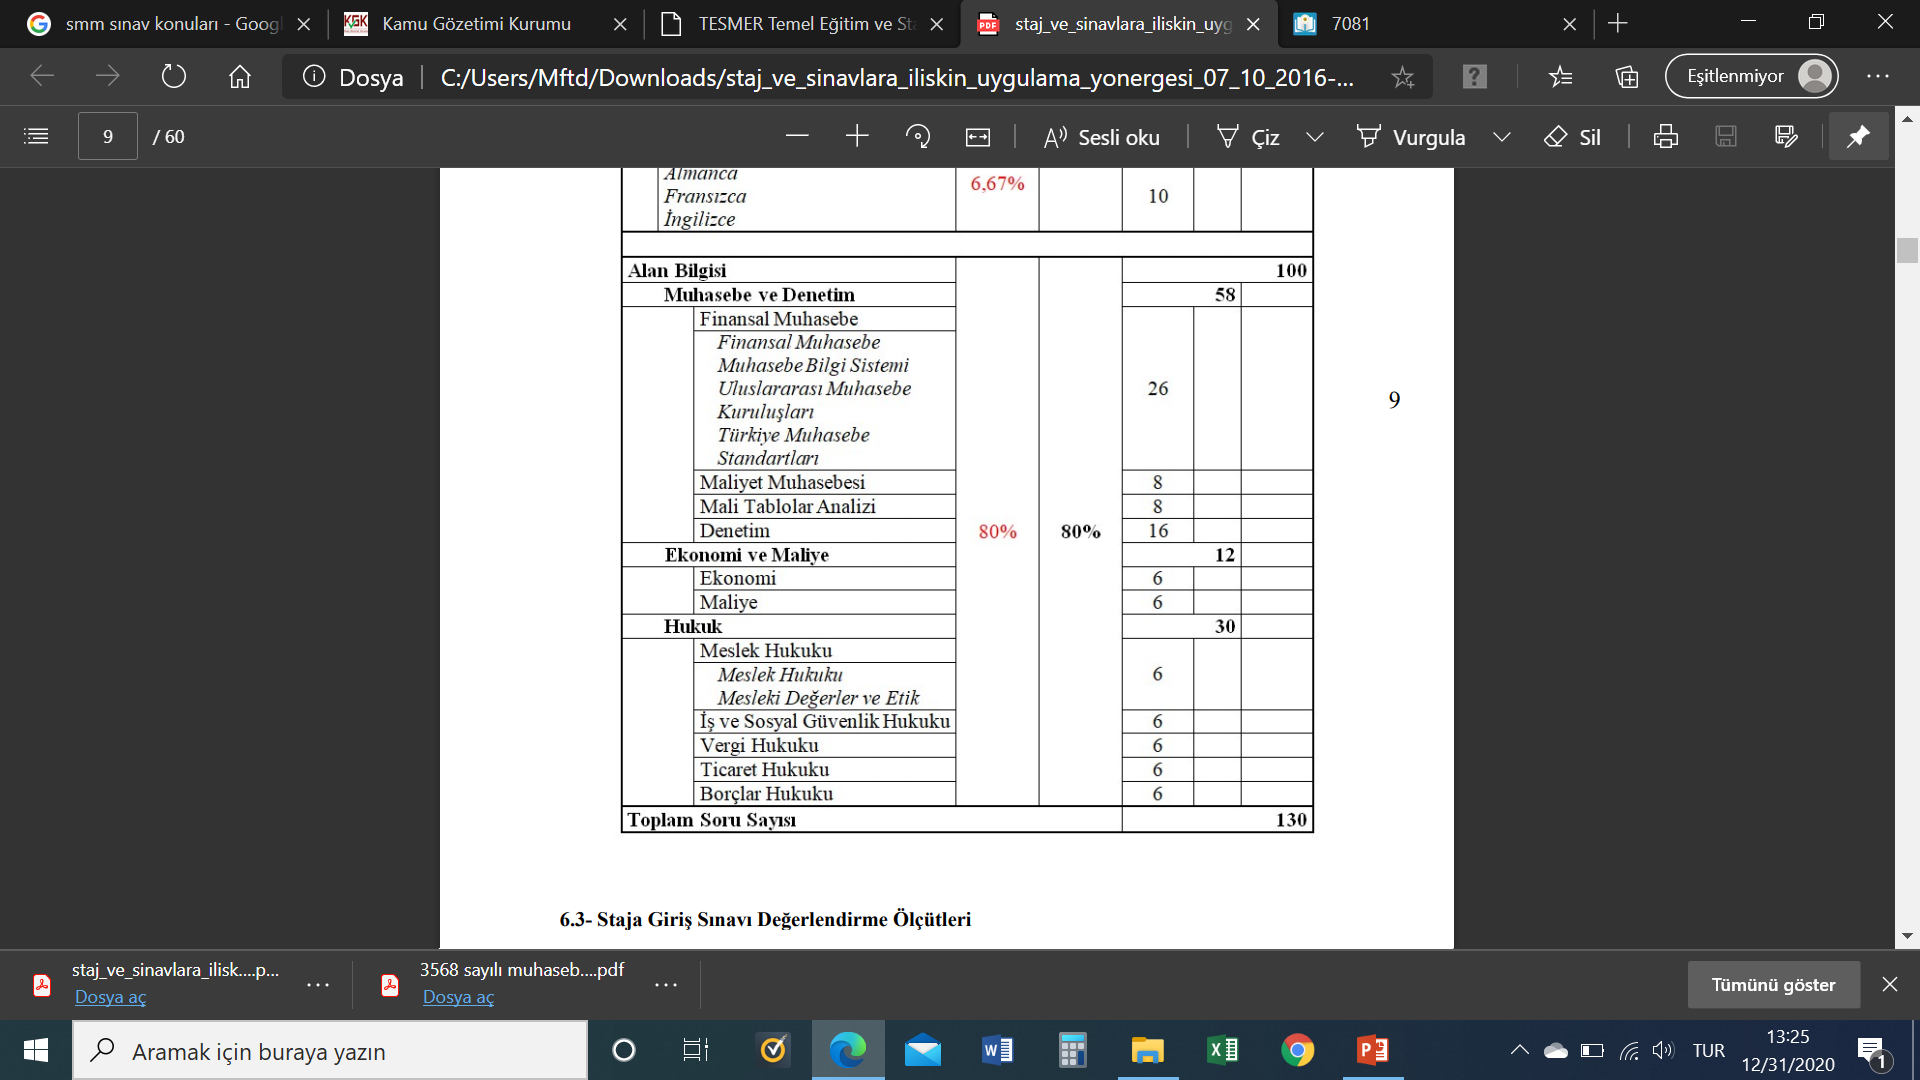 smm sınav konuları - Googl
Kamu Gözetimi Kurumu
TESMER Temel Eğitim ve Sta
staj_ve_sinavlara_iliskin_uyg
7081
Dosya
C:/Users/Mftd/Downloads/staj_ve_sinavlara_iliskin_uygulama_yonergesi_07_10_2016-...
Eşitlenmiyor
9 / 60
Sesli oku
Çiz
Vurgula
Sil
Almanca
Fransızca
İngilizce
6,67%
10
Alan Bilgisi 100
Muhasebe ve Denetim 58
Finansal Muhasebe
Finansal Muhasebe
Muhasebe Bilgi Sistemi
Uluslararası Muhasebe
Kuruluşları
Türkiye Muhasebe
Standartları
26
9
Maliyet Muhasebesi 8
Mali Tablolar Analizi 8
Denetim 80% 80% 16
Ekonomi ve Maliye 12
Ekonomi 6
Maliye 6
Hukuk 30
Meslek Hukuku
Meslek Hukuku
Mesleki Değerler ve Etik
6
İş ve Sosyal Güvenlik Hukuku 6
Vergi Hukuku 6
Ticaret Hukuku 6
Borçlar Hukuku 6
Toplam Soru Sayısı 130
6.3- Staja Giriş Sınavı Değerlendirme Ölçütleri
staj_ve_sinavlara_ilisk....p...
Dosya aç
3568 sayılı muhaseb....pdf
Dosya aç
Tümünü göster
Aramak için buraya yazın
TUR
13:25
12/31/2020
1